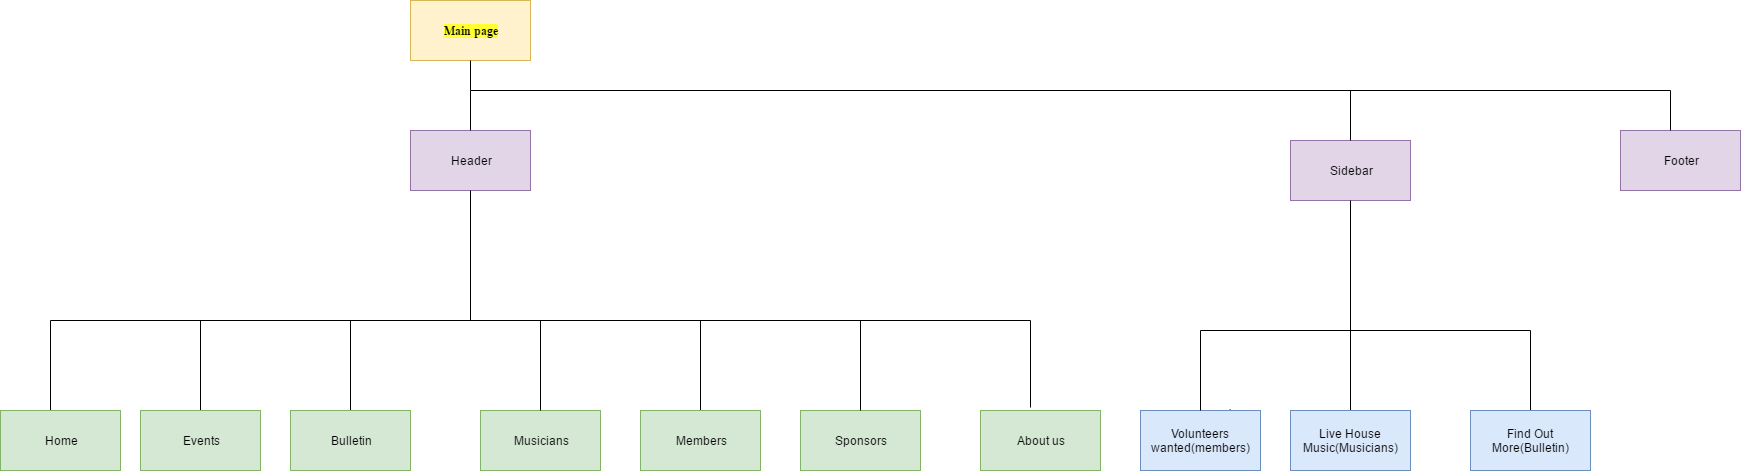 Main page
Header
Sidebar
Footer
Home
Events
Bulletin
Musicians
Members
Sponsors
About us
Volunteers
wanted(members)
Live House
Music(Musicians)
Find Out
More(Bulletin)